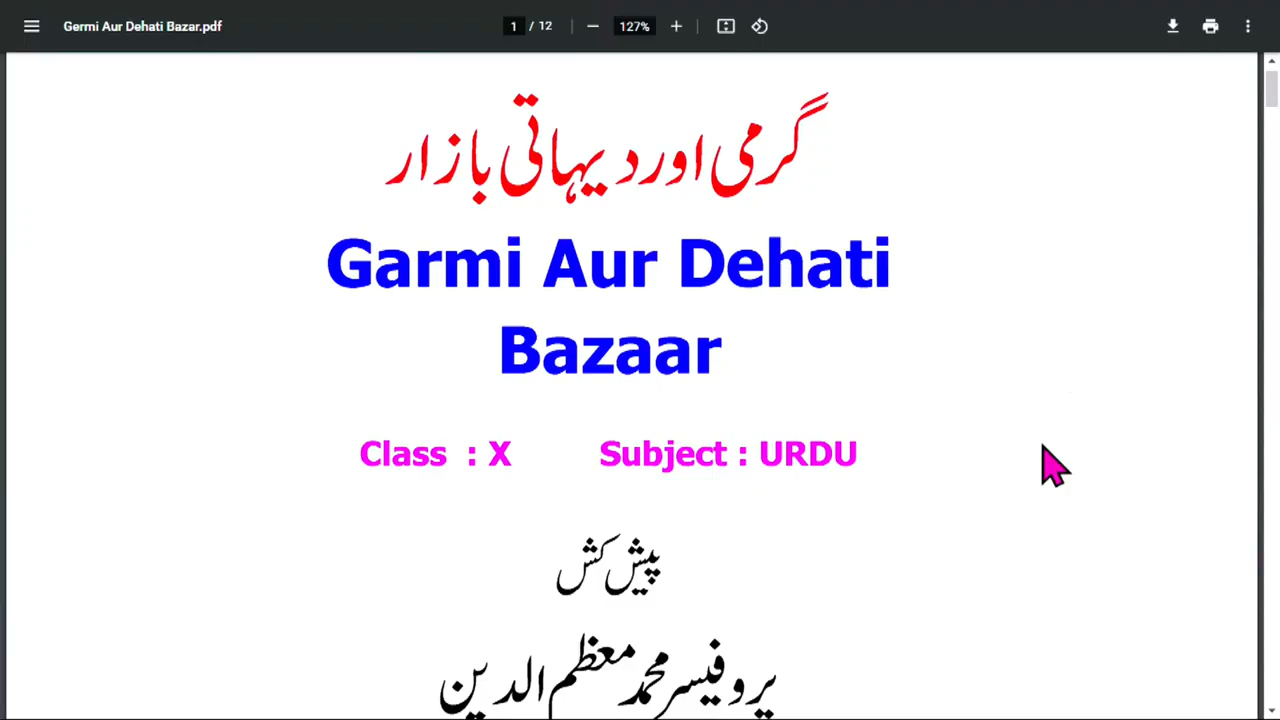 Germi Aur Dehati Bazar.pdf
1 / 12
127%
گرمی اور دیہاتی بازار
Garmi Aur Dehati
Bazaar
Class : X Subject : URDU
پیش کش
پروفیسر محمد معظم الدین